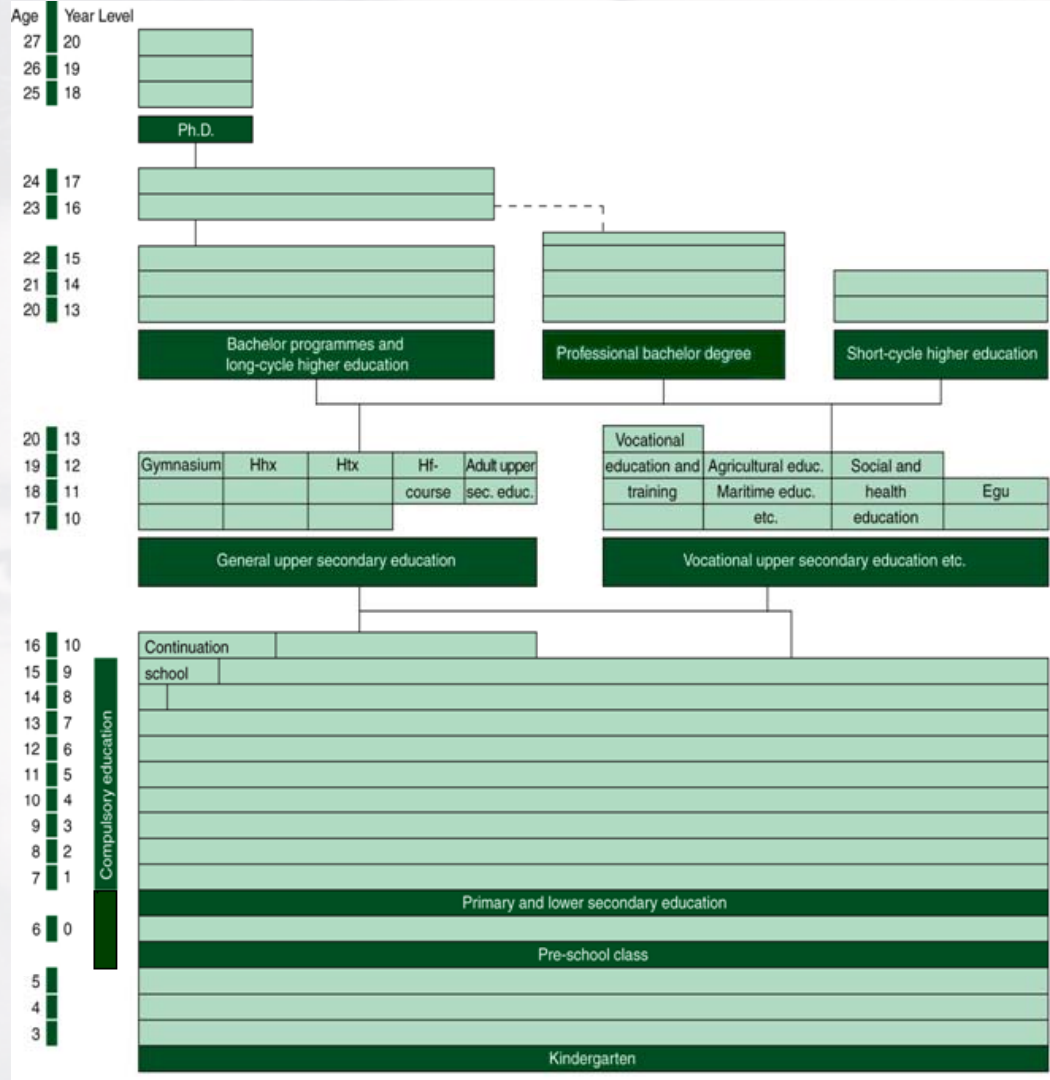 Age Year Level
27 20
26 19
25 18
Ph.D.
24 17
23 16
22 15
21 14
20 13
Bachelor programmes and
long-cycle higher education
Professional bachelor degree
Short-cycle higher education
20 13
Vocational
19 12
Gymnasium Hhx Htx Hf- Adult upper
education and Agricultural educ. Social and
18 11
course sec. educ.
training Maritime educ. health Egu
17 10
etc. education
General upper secondary education
Vocational upper secondary education etc.
16 10
Continuation
15 9
school
14 8
13 7
12 6
11 5
10 4
9 3
8 2
7 1
Compulsory education
Primary and lower secondary education
6 0
Pre-school class
5
4
3
Kindergarten